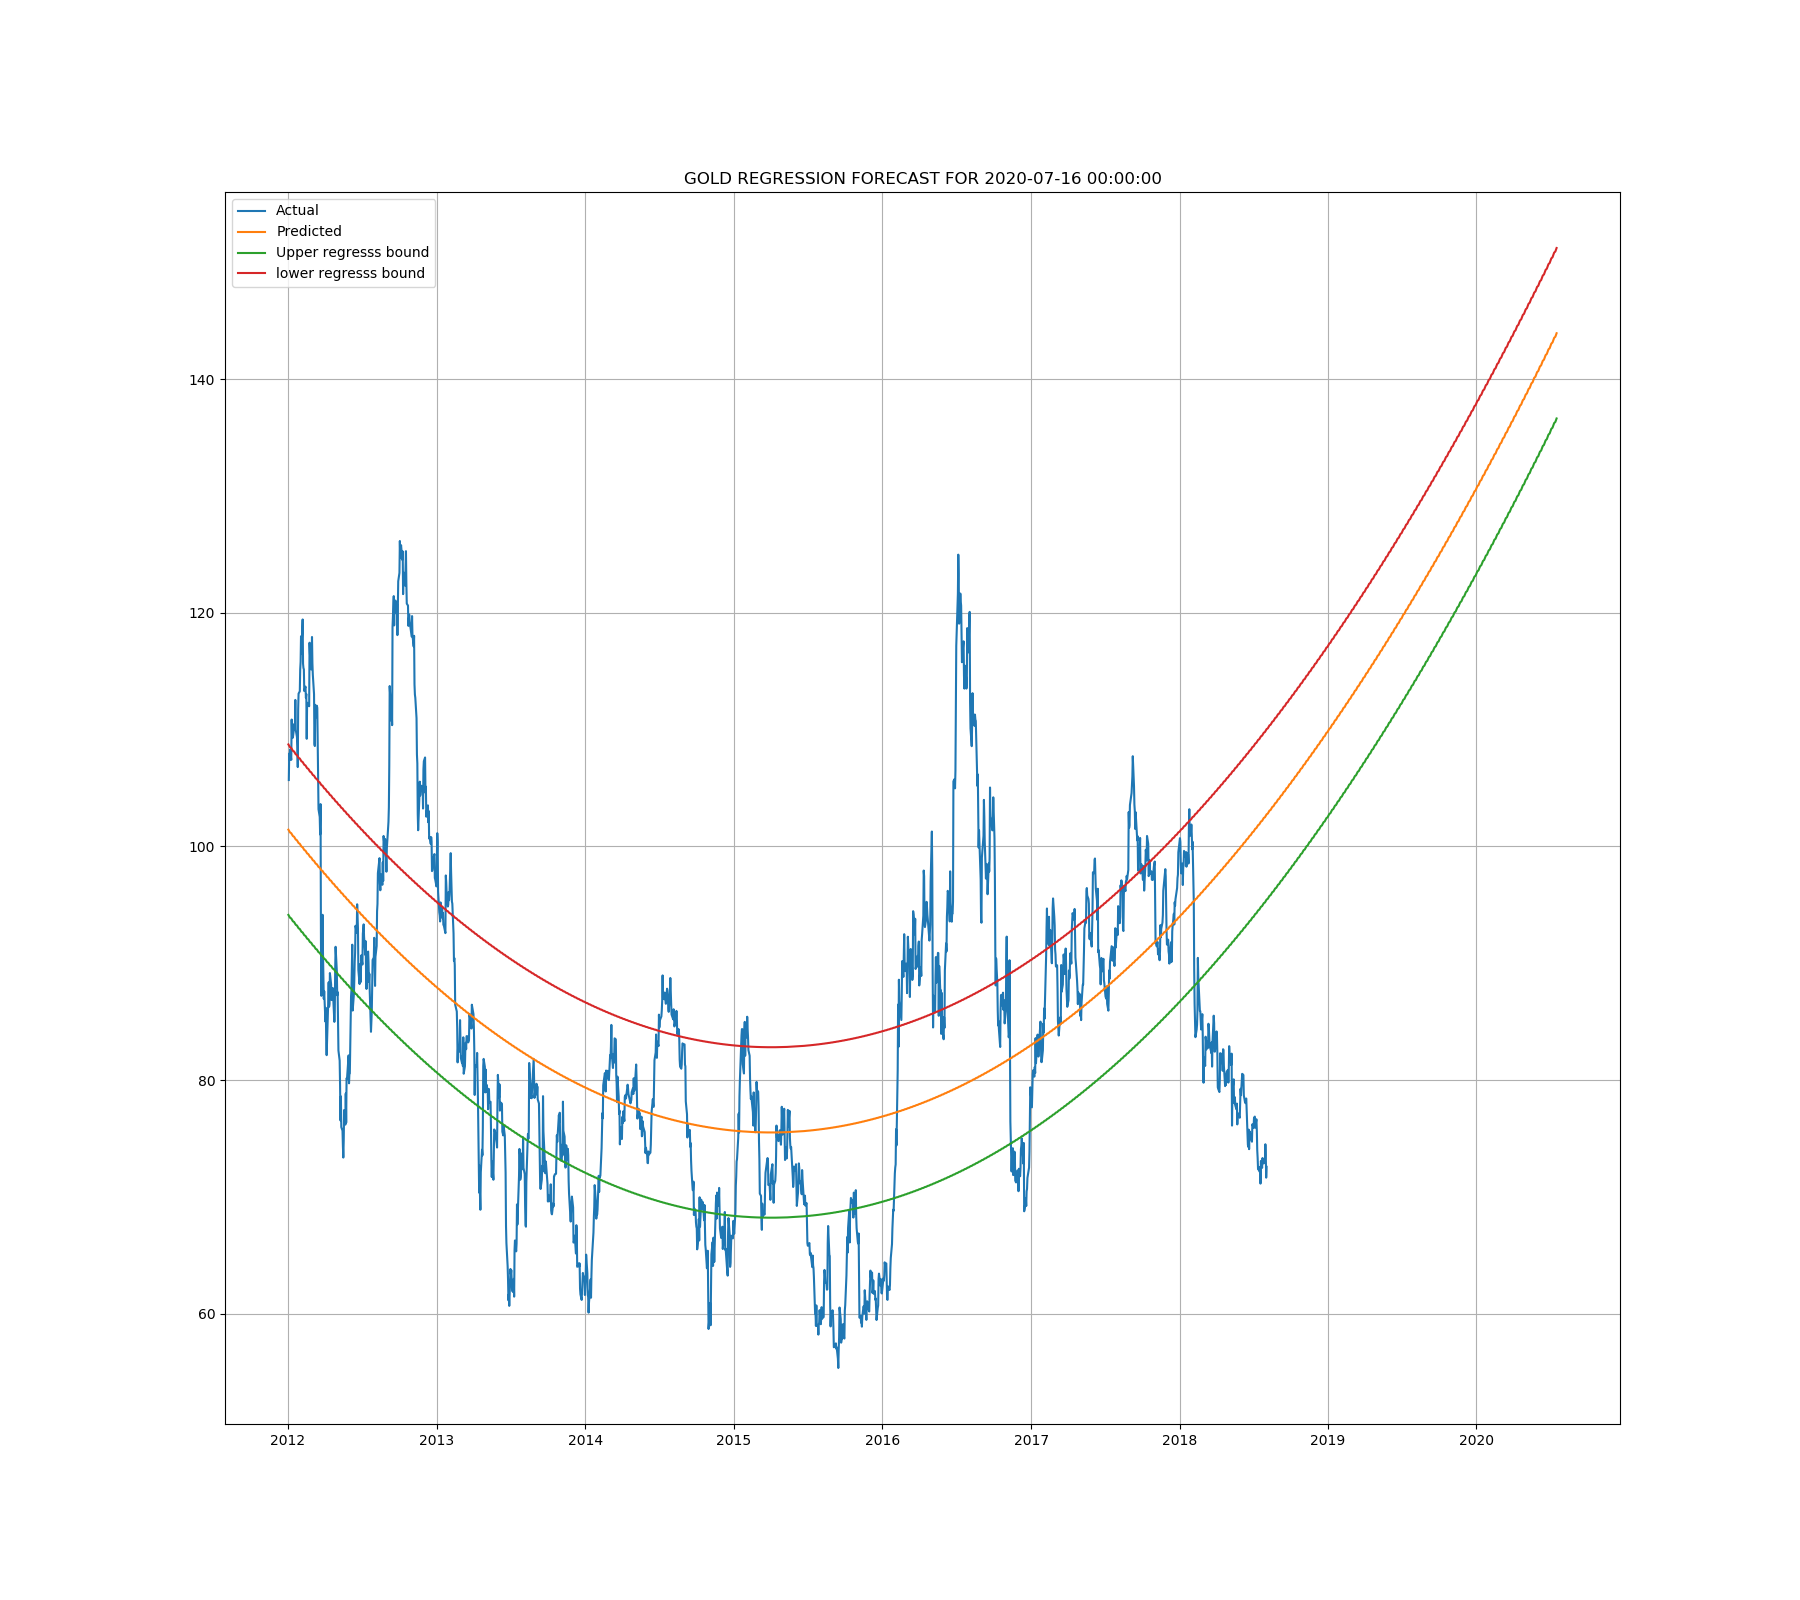 GOLD REGRESSION FORECAST FOR 2020-07-16 00:00:00
Actual
Predicted
Upper regresss bound
lower regresss bound
140
120
100
80
60
2012 2013 2014 2015 2016 2017 2018 2019 2020